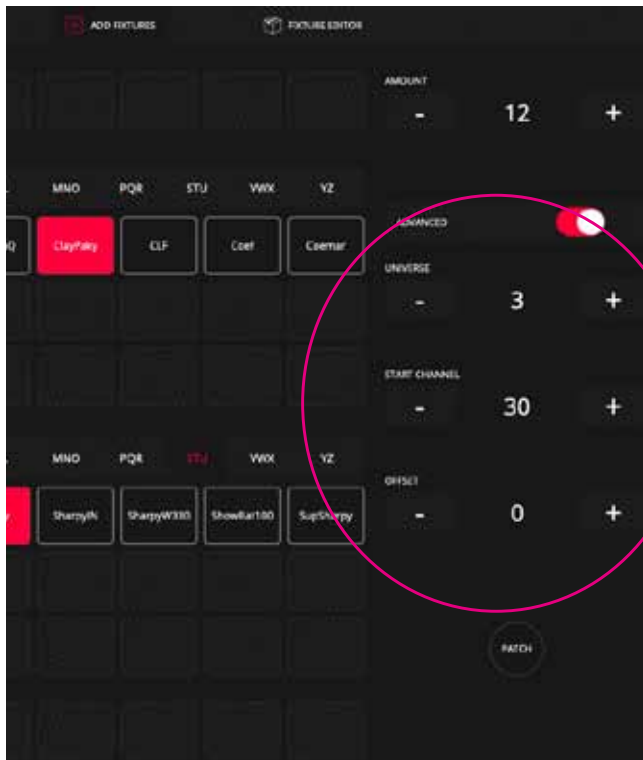 ADD FIXTURES
FIXTURE EDITOR
AMOUNT
- 12 +
MNO PQR STU VWX YZ
ClayPaky CLF Coef Coemar
ADVANCED
UNIVERSE
- 3 +
START CHANNEL
- 30 +
MNO PQR STU VWX YZ
SharpyIN SharpyW330 ShowBat100 SupSharpy
OFFSET
- 0 +
PATCH